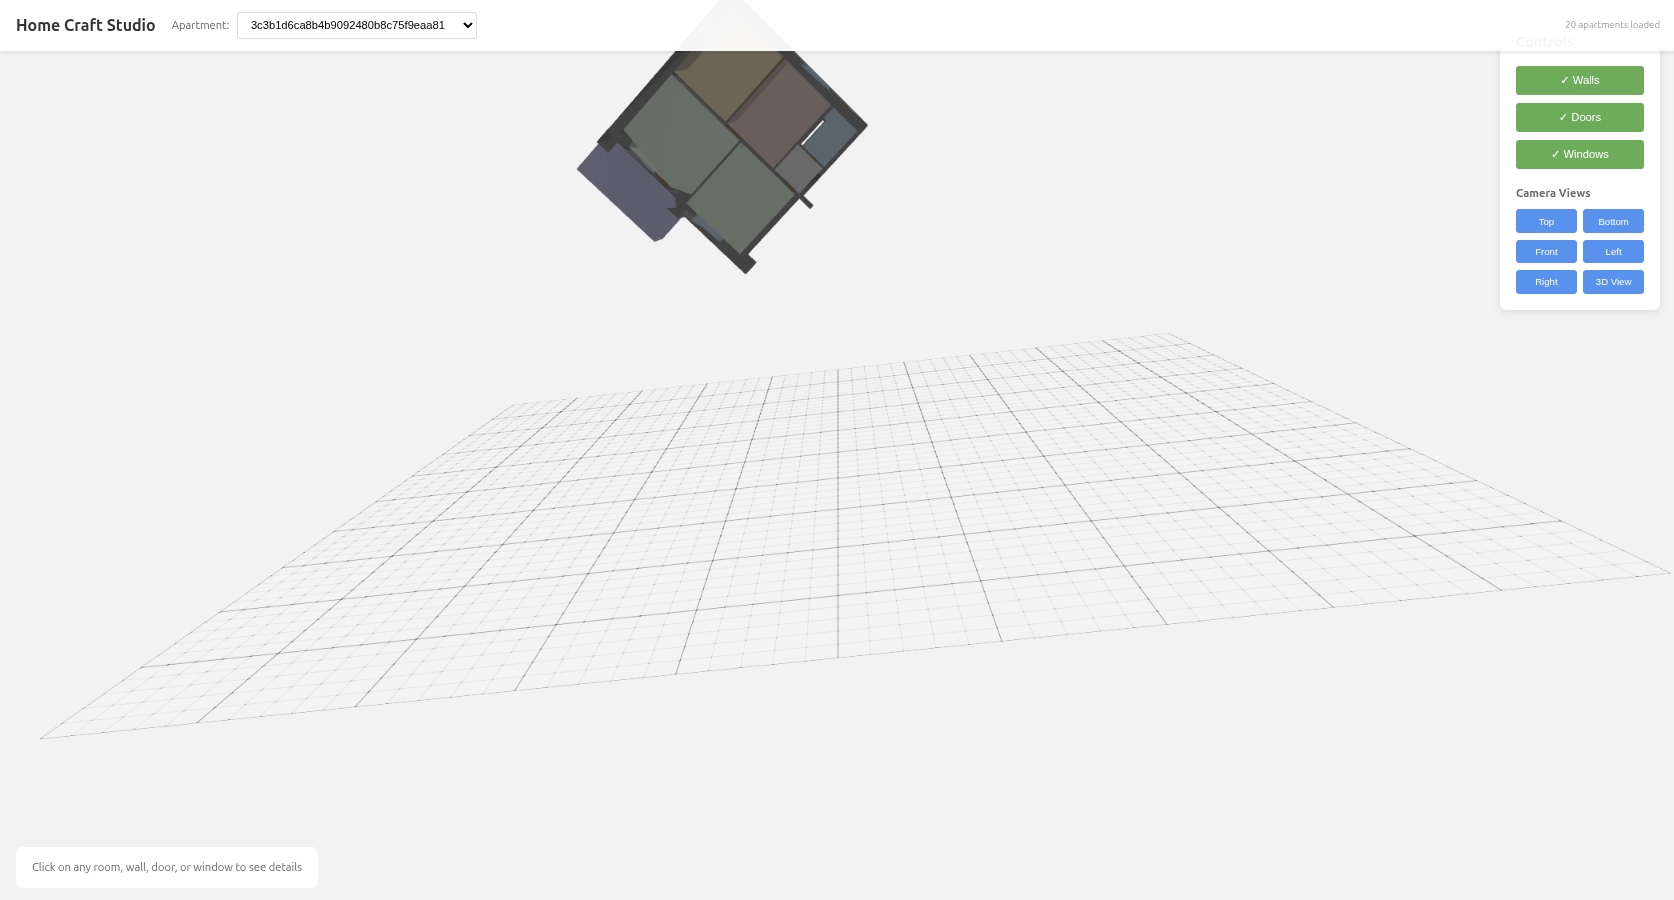 Home Craft Studio
Apartment:
3c3b1d6ca8b4b9092480b8c75f9eaa81
20 apartments loaded
Controls
✓ Walls
✓ Doors
✓ Windows
Camera Views
Top
Bottom
Front
Left
Right
3D View
Click on any room, wall, door, or window to see details